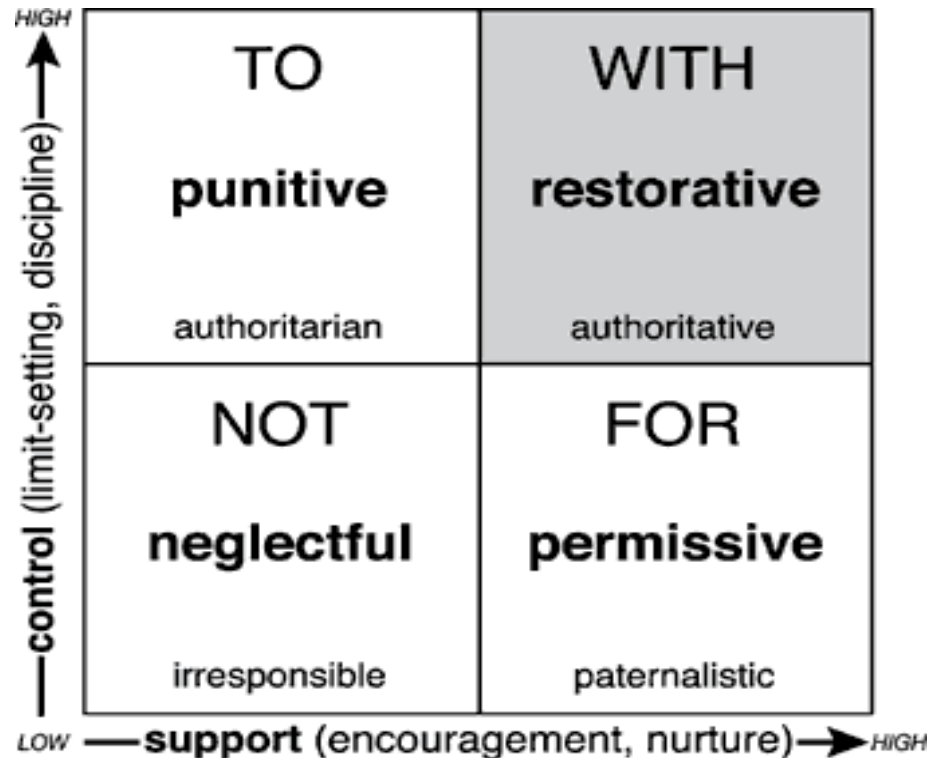 HIGH
control (limit-setting, discipline)
TO
punitive
authoritarian
WITH
restorative
authoritative
NOT
neglectful
irresponsible
FOR
permissive
paternalistic
LOW
support (encouragement, nurture)
HIGH